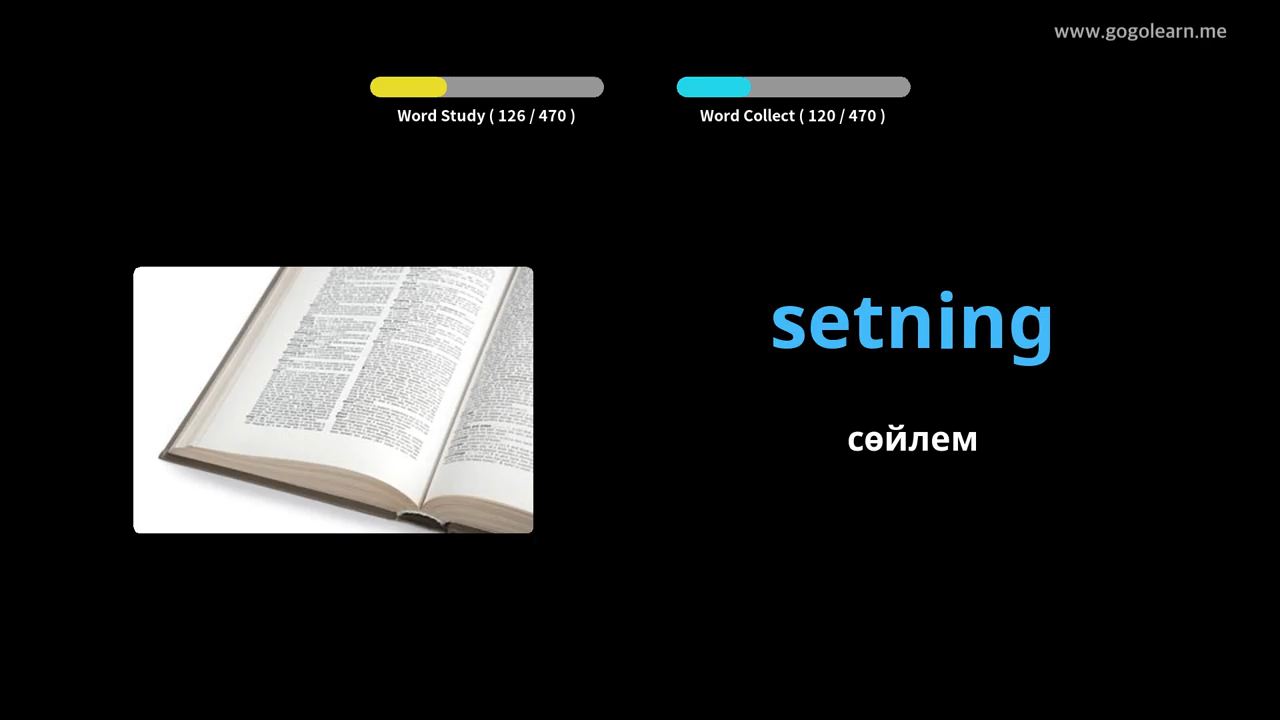 www.gogolearn.me
Word Study ( 126 / 470 )
Word Collect ( 120 / 470 )
setning
сөйлем